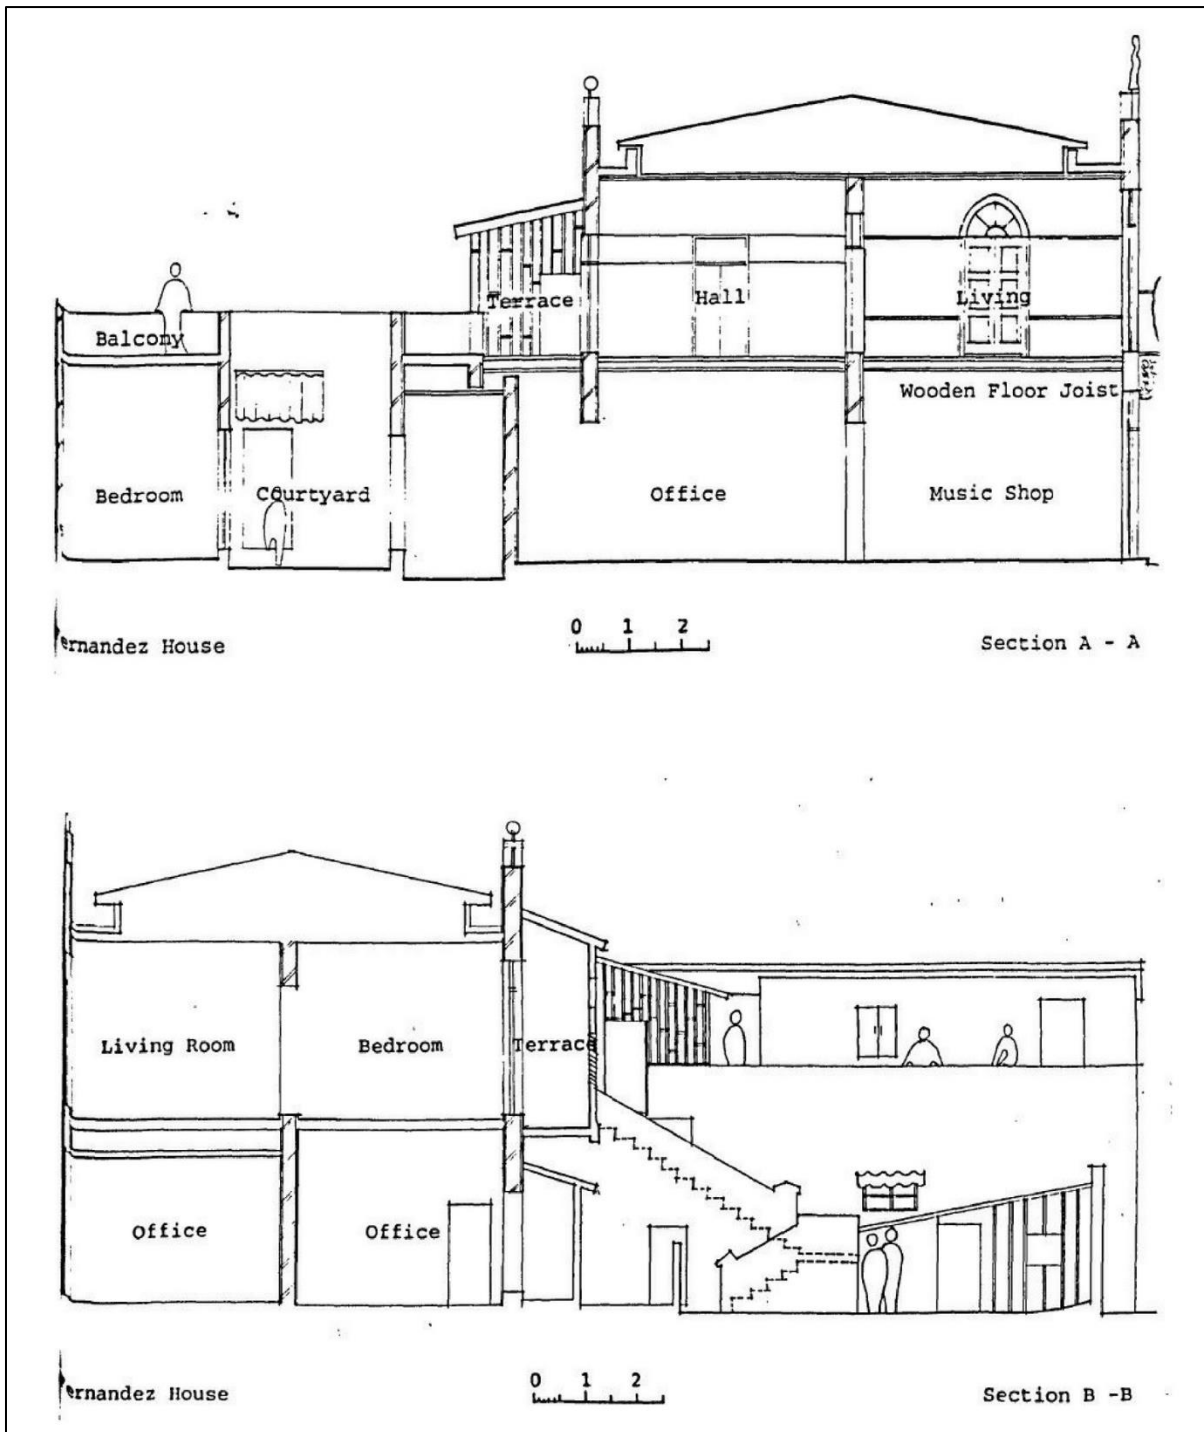 Terrace
Hall
Living
Balcony
Wooden Floor Joist
Bedroom
Courtyard
Office
Music Shop
0 1 2
ernandez House
Section A - A
Living Room
Bedroom
Terrace
Office
Office
0 1 2
ernandez House
Section B -B